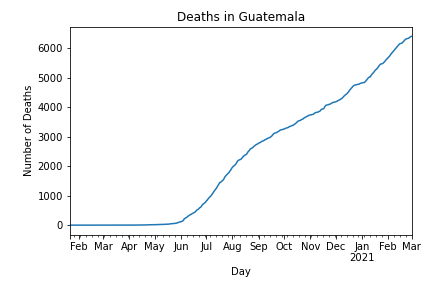 Deaths in Guatemala
6000
5000
4000
3000
2000
1000
0
Number of Deaths
Feb Mar Apr May Jun Jul Aug Sep Oct Nov Dec Jan Feb Mar
2021
Day